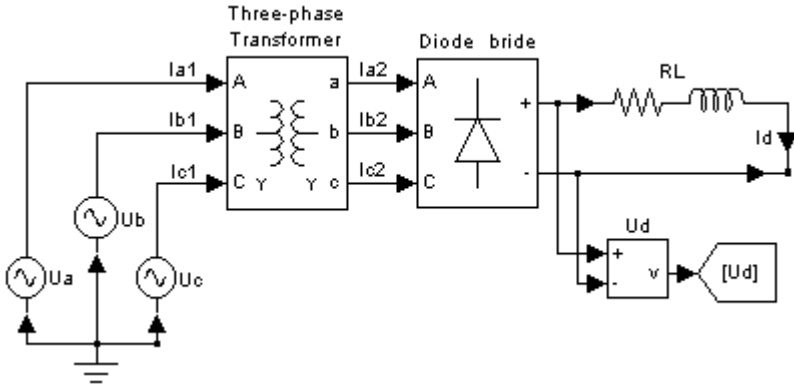 Three-phase
Transformer
Diode bride
Ia1
A
a
Ia2
A
RL
+
Ib1
B
b
Ib2
B
Id
Ic1
C
Y
Y
c
Ic2
C
-
Ub
Ud
Ua
Uc
+
-
v
[Ud]